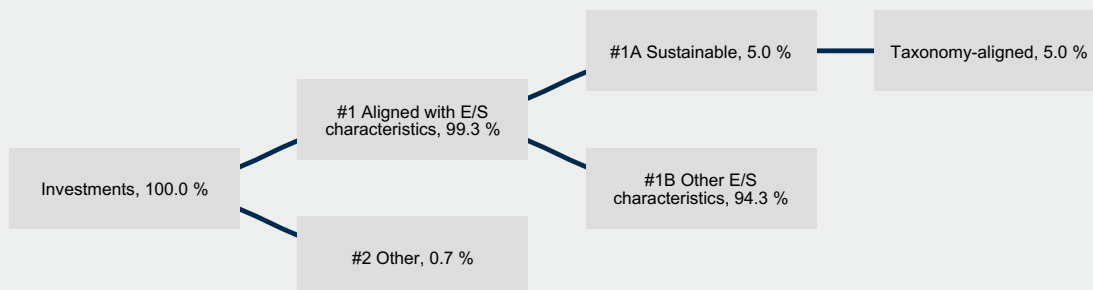 Investments, 100.0 %
#1 Aligned with E/S
characteristics, 99.3 %
#2 Other, 0.7 %
#1A Sustainable, 5.0 %
#1B Other E/S
characteristics, 94.3 %
Taxonomy-aligned, 5.0 %